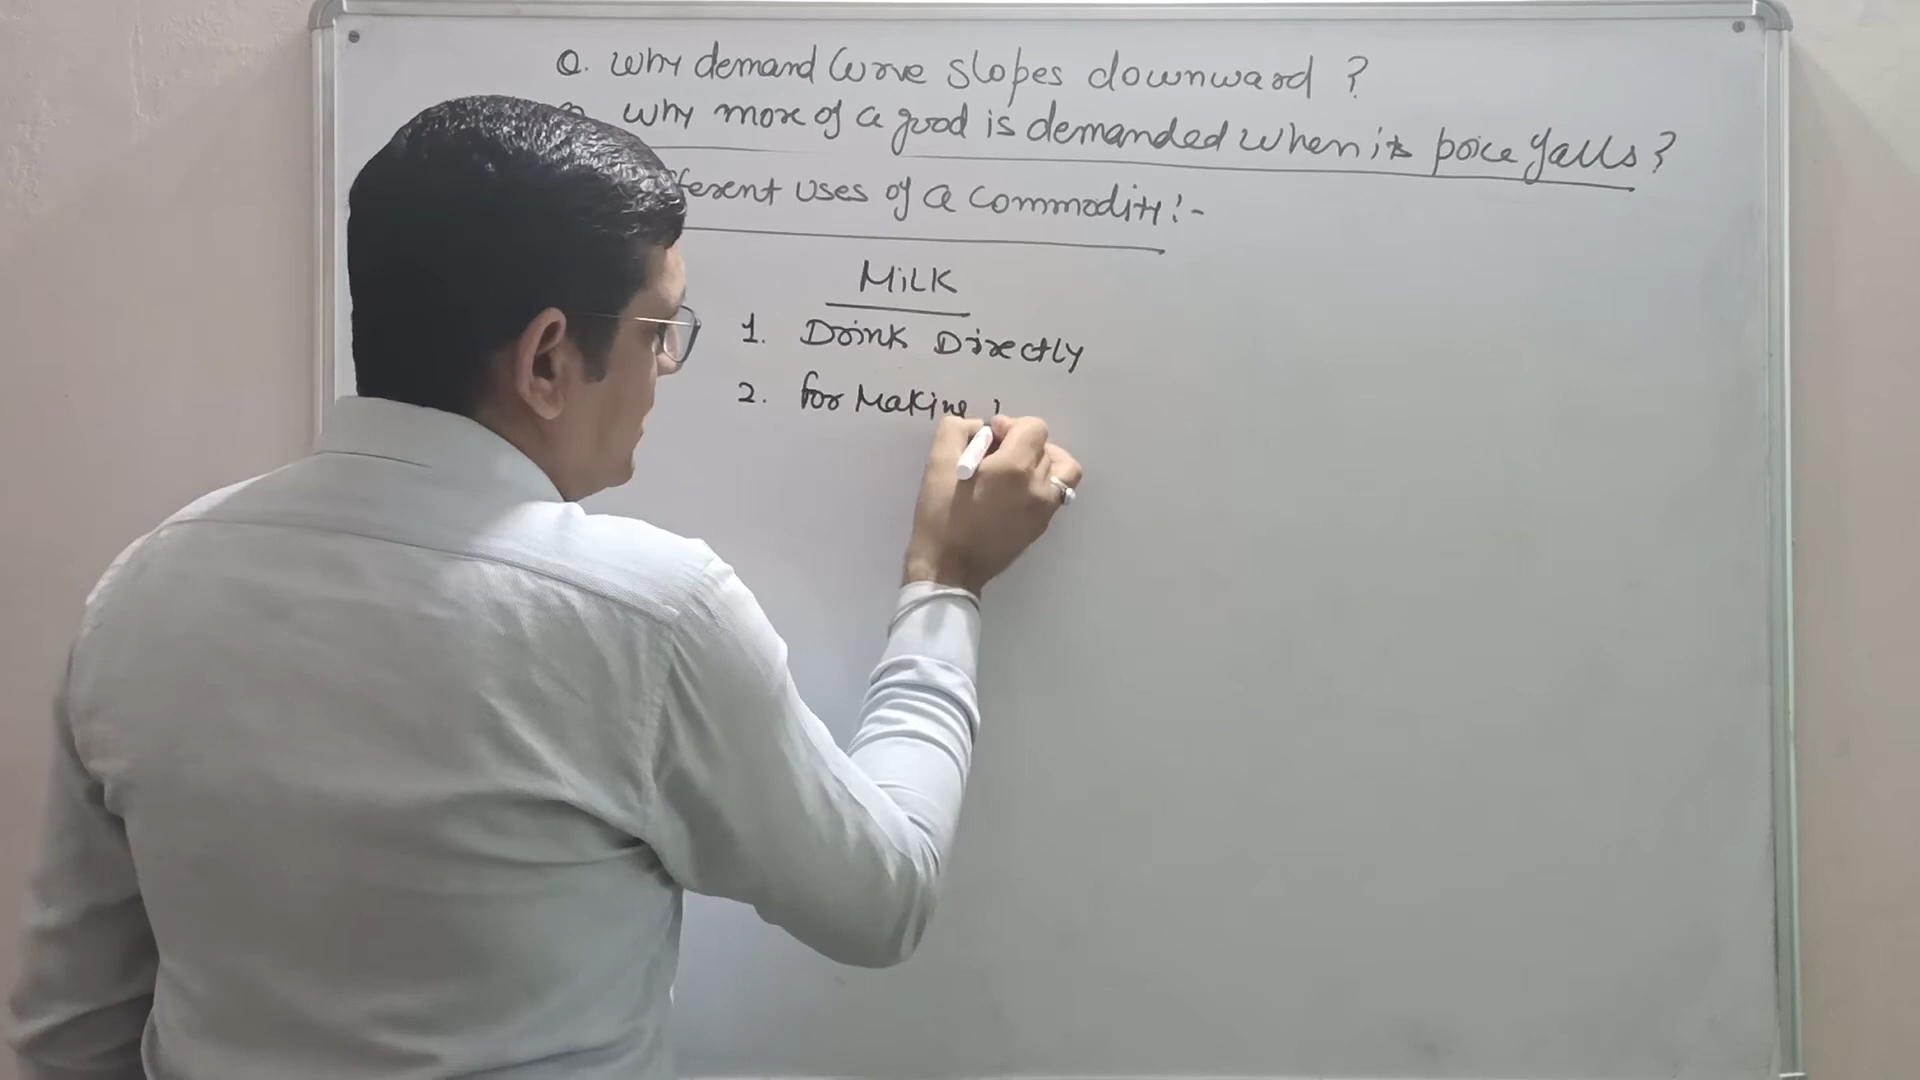 Q. Why demand Curve slopes downward ?
Why more of a good is demanded when its price falls ?
uses of a commodity :-
MiLK
1. Drink Directly
2. for Making